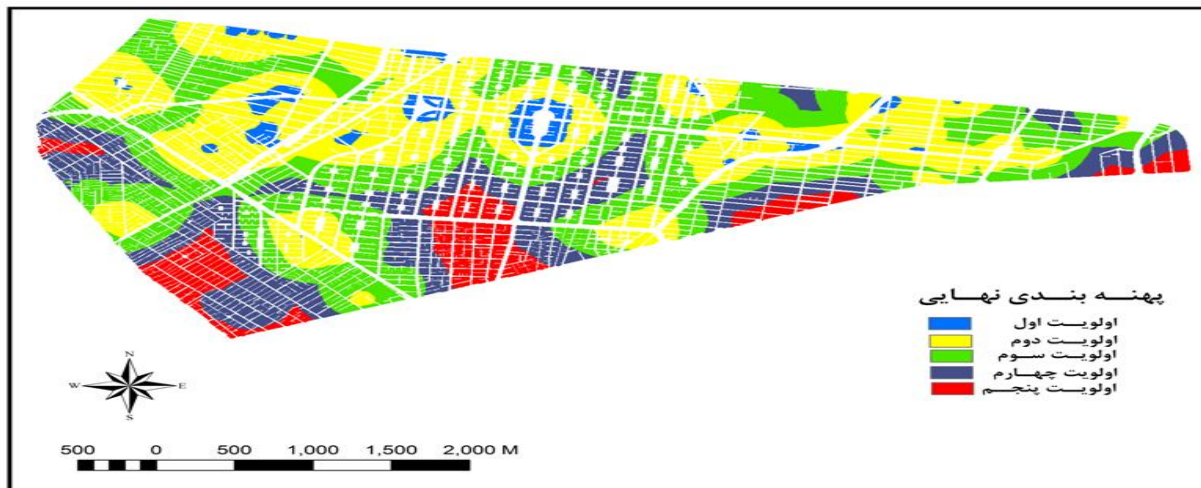 پهنه بندی نهایی
اولویت اول
اولویت دوم
اولویت سوم
اولویت چهارم
اولویت پنجم
N
W E
S
500 0 500 1,000 1,500 2,000 M